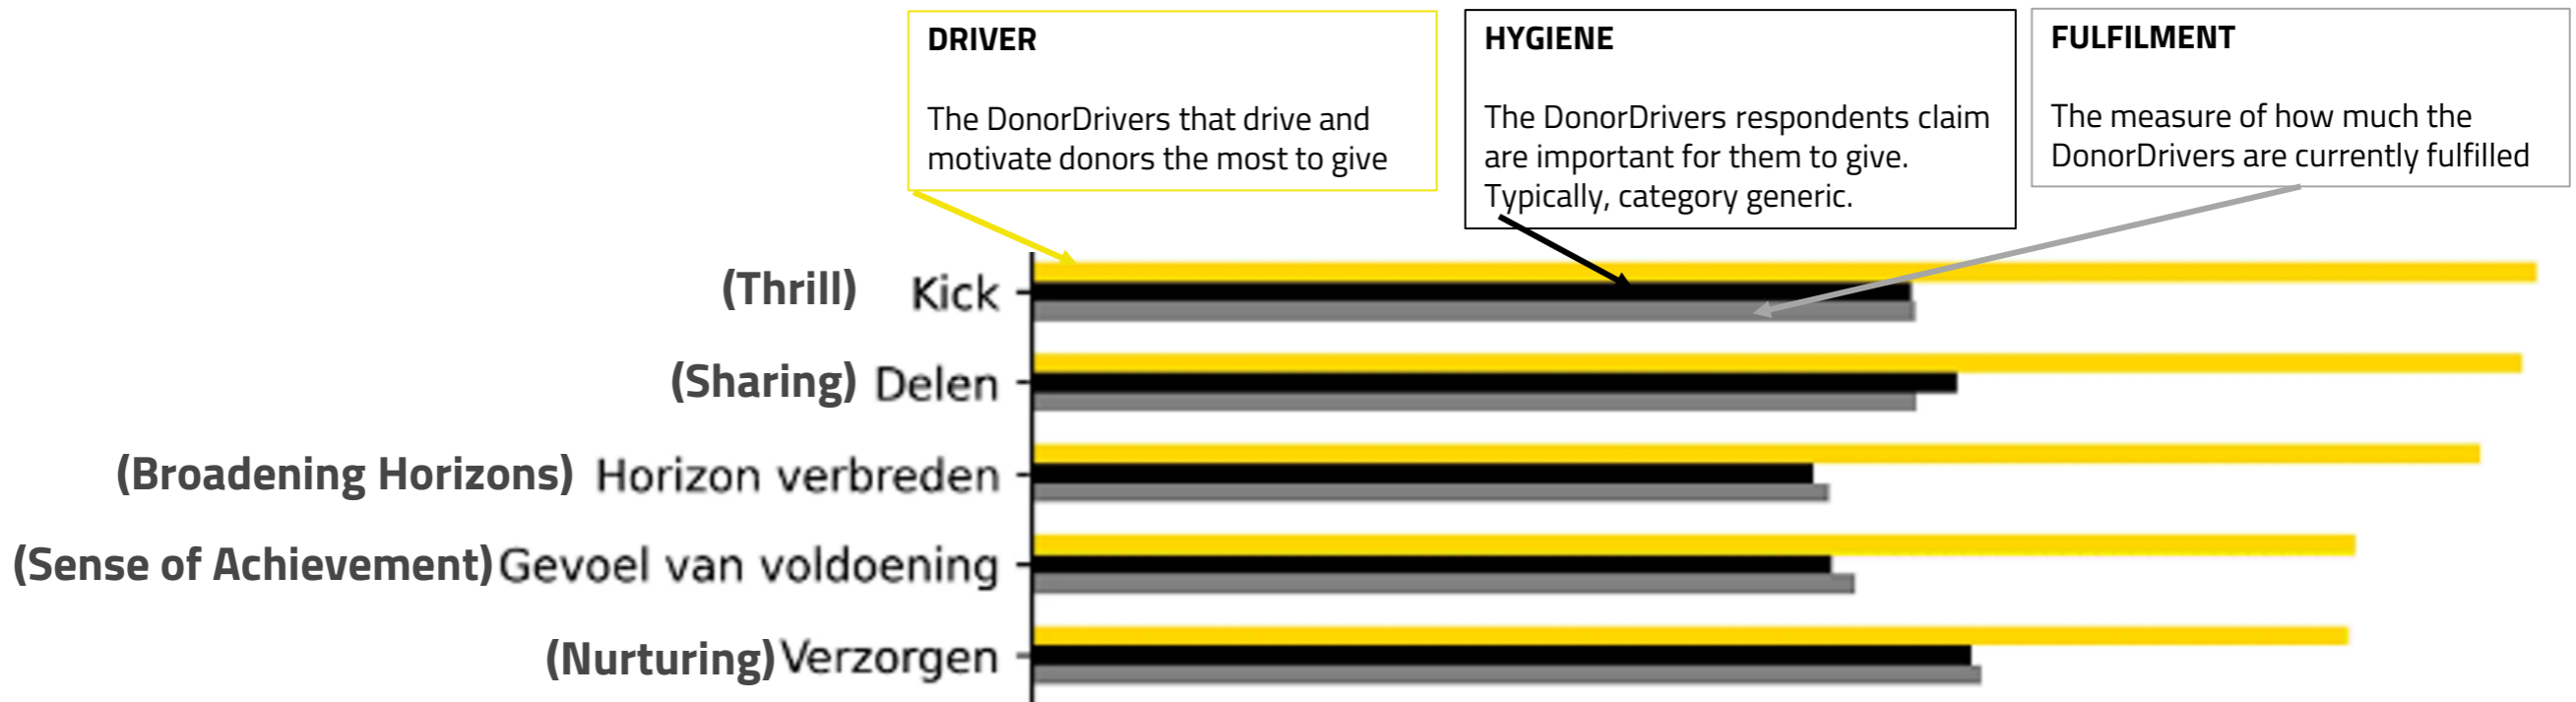 DRIVER
The DonorDrivers that drive and
motivate donors the most to give
HYGIENE
The DonorDrivers respondents claim
are important for them to give.
Typically, category generic.
FULFILMENT
The measure of how much the
DonorDrivers are currently fulfilled
(Thrill) Kick
(Sharing) Delen
(Broadening Horizons) Horizon verbreden
(Sense of Achievement) Gevoel van voldoening
(Nurturing) Verzorgen